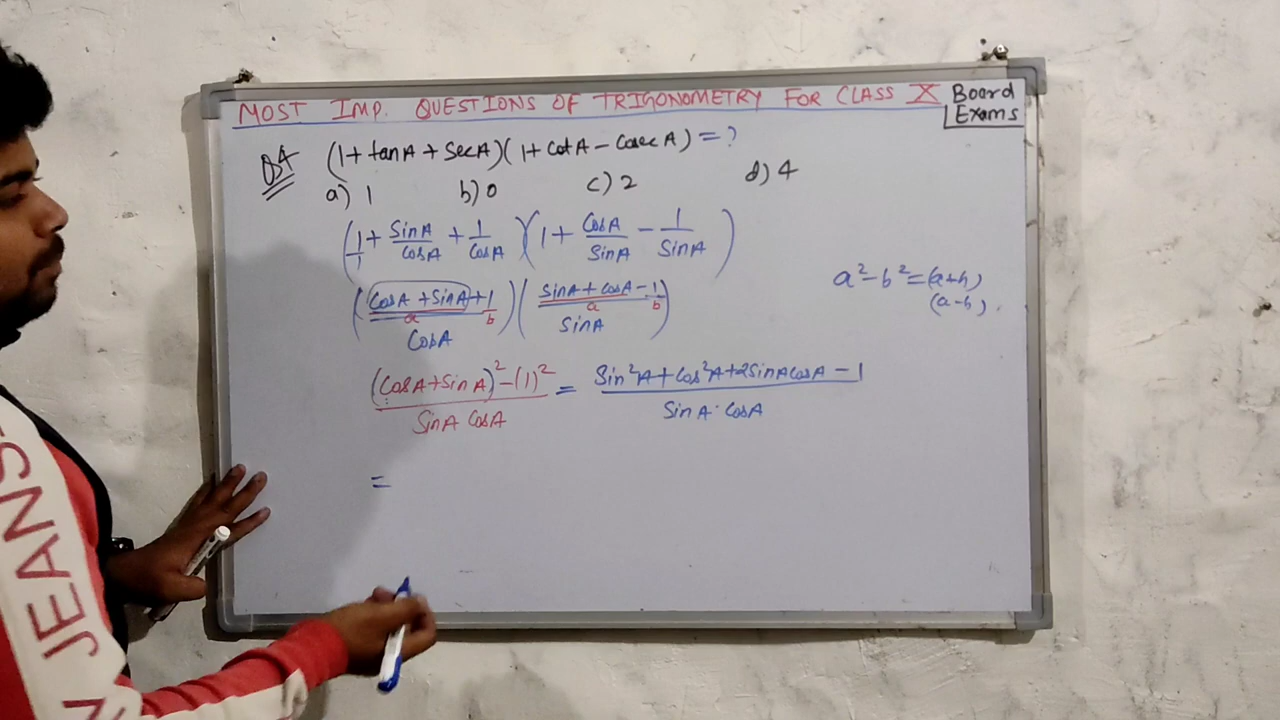 MOST IMP. QUESTIONS OF TRIGONOMETRY FOR CLASS X Board Exams
(1+tanA+SecA)(1+CotA-CosecA)=?
a) 1 b) 0 c) 2 d) 4
(1/1 + SinA/CosA + 1/CosA)(1 + CosA/SinA - 1/SinA)
a²-b²=(a+b)(a-b).
(CosA+SinA+1/CosA)(SinA+CosA-1/SinA)
a b a b
(CosA+SinA)²-(1)²/SinA CosA = Sin²A+Cos²A+2SinACosA-1/SinA·CosA
=
JEANS